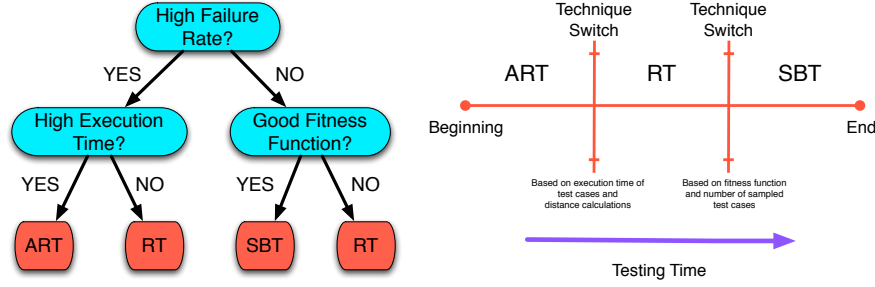 High Failure
Rate?
YES
NO
High Execution
Time?
Good Fitness
Function?
YES
NO
YES
NO
ART
RT
SBT
RT
Technique
Switch
Technique
Switch
ART
RT
SBT
Beginning
End
Based on execution time of
test cases and
distance calculations
Based on fitness function
and number of sampled
test cases
Testing Time